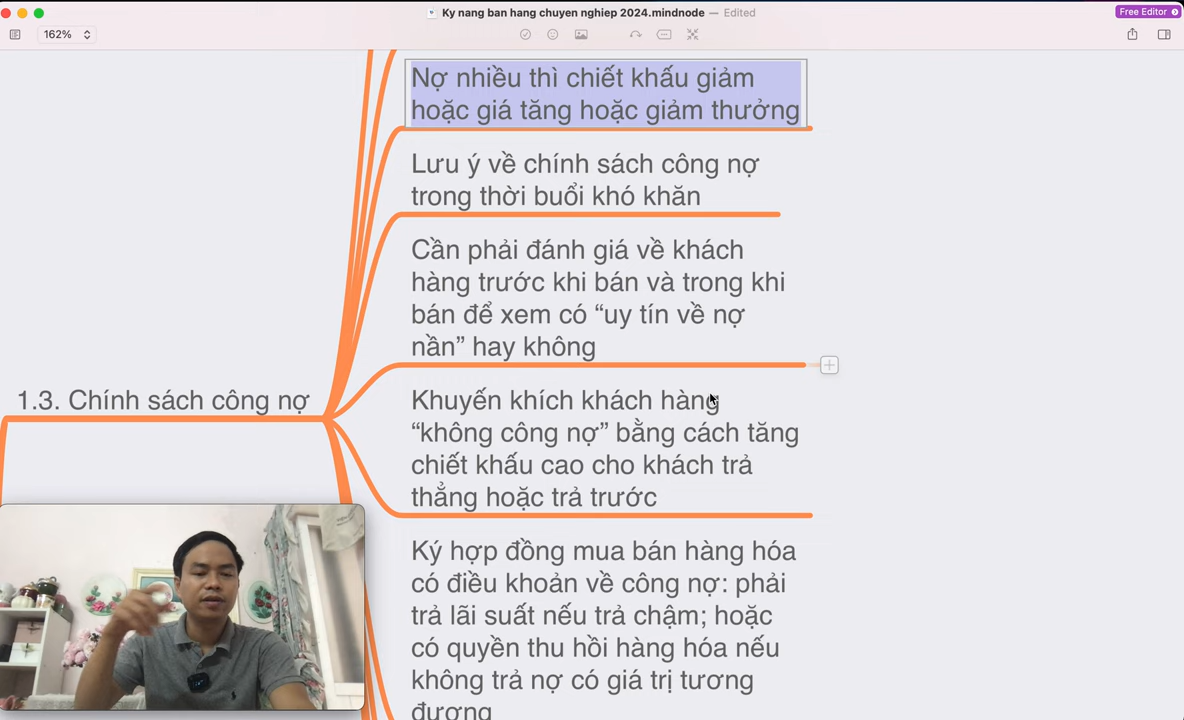 Ky nang ban hang chuyen nghiep 2024.mindnode — Edited
Free Editor
162%
Nợ nhiều thì chiết khấu giảm
hoặc giá tăng hoặc giảm thưởng
Lưu ý về chính sách công nợ
trong thời buổi khó khăn
Cần phải đánh giá về khách
hàng trước khi bán và trong khi
bán để xem có “uy tín về nợ
nần” hay không
1.3. Chính sách công nợ
Khuyến khích khách hàng
“không công nợ” bằng cách tăng
chiết khấu cao cho khách trả
thẳng hoặc trả trước
Ký hợp đồng mua bán hàng hóa
có điều khoản về công nợ: phải
trả lãi suất nếu trả chậm; hoặc
có quyền thu hồi hàng hóa nếu
không trả nợ có giá trị tương
đương